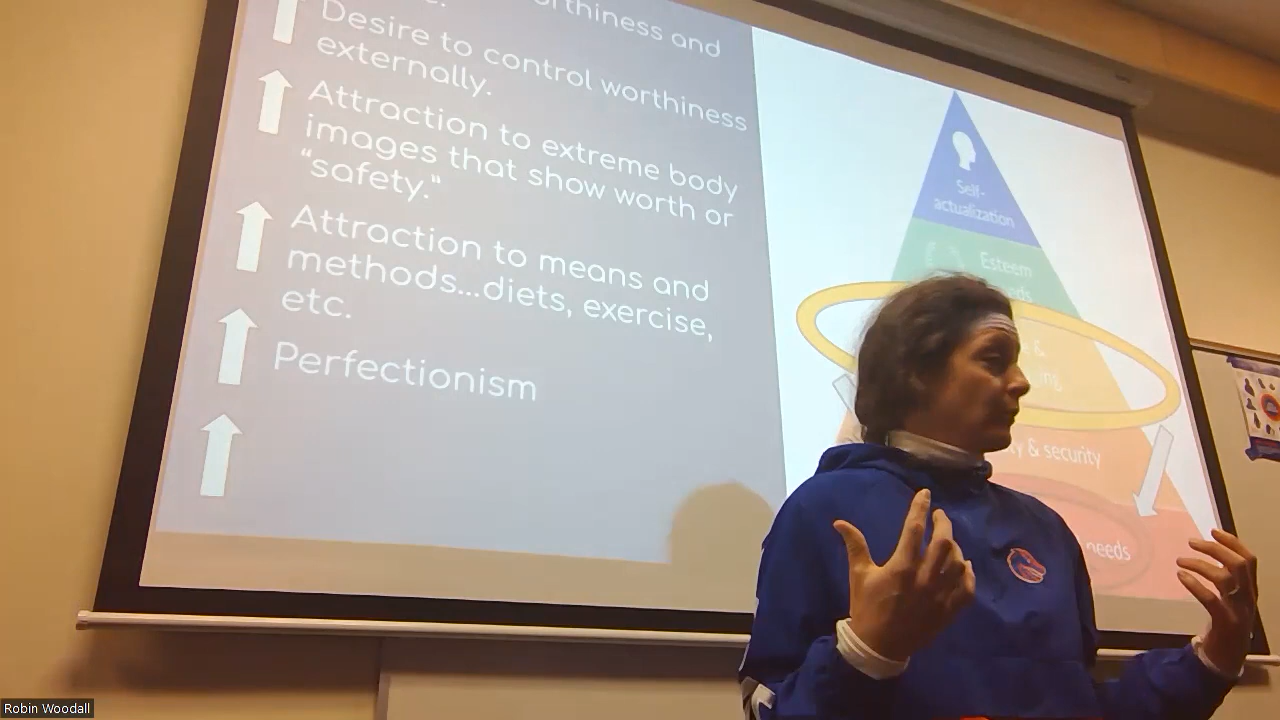 and
Desire to control worthiness
externally.
Attraction to extreme body
images that show worth or
“safety.”
Attraction to means and
methods...diets, exercise,
etc.
Perfectionism
Self-
actualization
Esteem
& security
needs
Robin Woodall